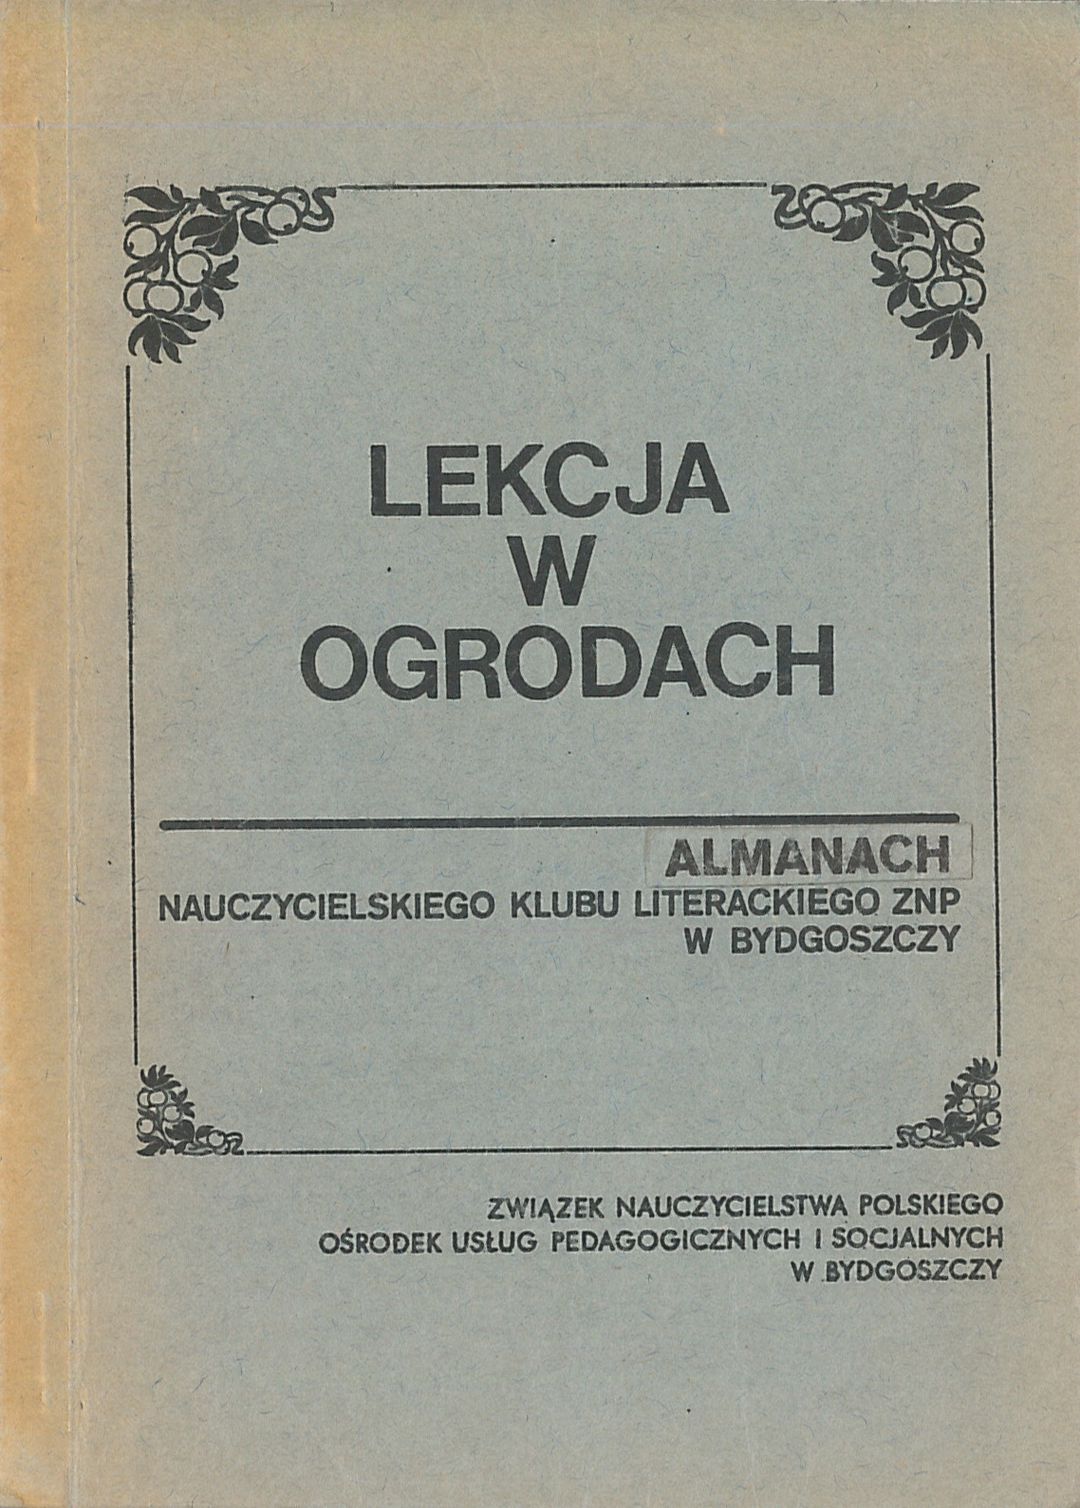 LEKCJA
W
OGRODACH
ALMANACH
NAUCZYCIELSKIEGO KLUBU LITERACKIEGO ZNP
W BYDGOSZCZY
ZWIĄZEK NAUCZYCIELSTWA POLSKIEGO
OŚRODEK USŁUG PEDAGOGICZNYCH I SOCJALNYCH
W BYDGOSZCZY